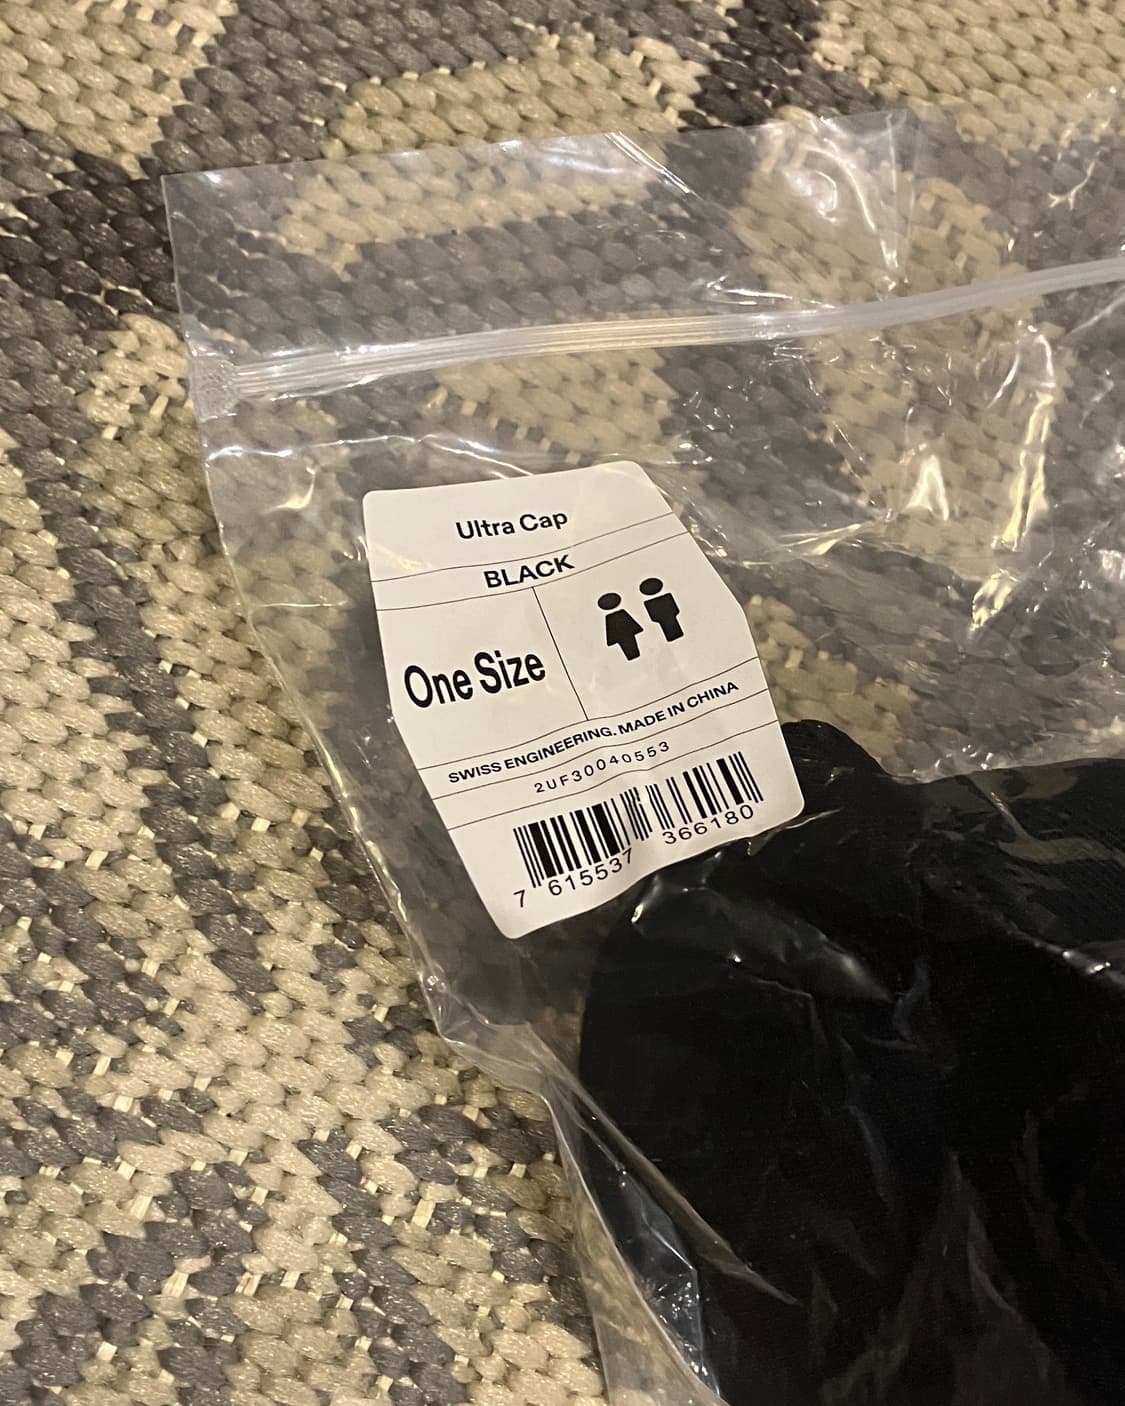 Ultra Cap
BLACK
One Size
SWISS ENGINEERING. MADE IN CHINA
2UF30040553
7 615537 366180